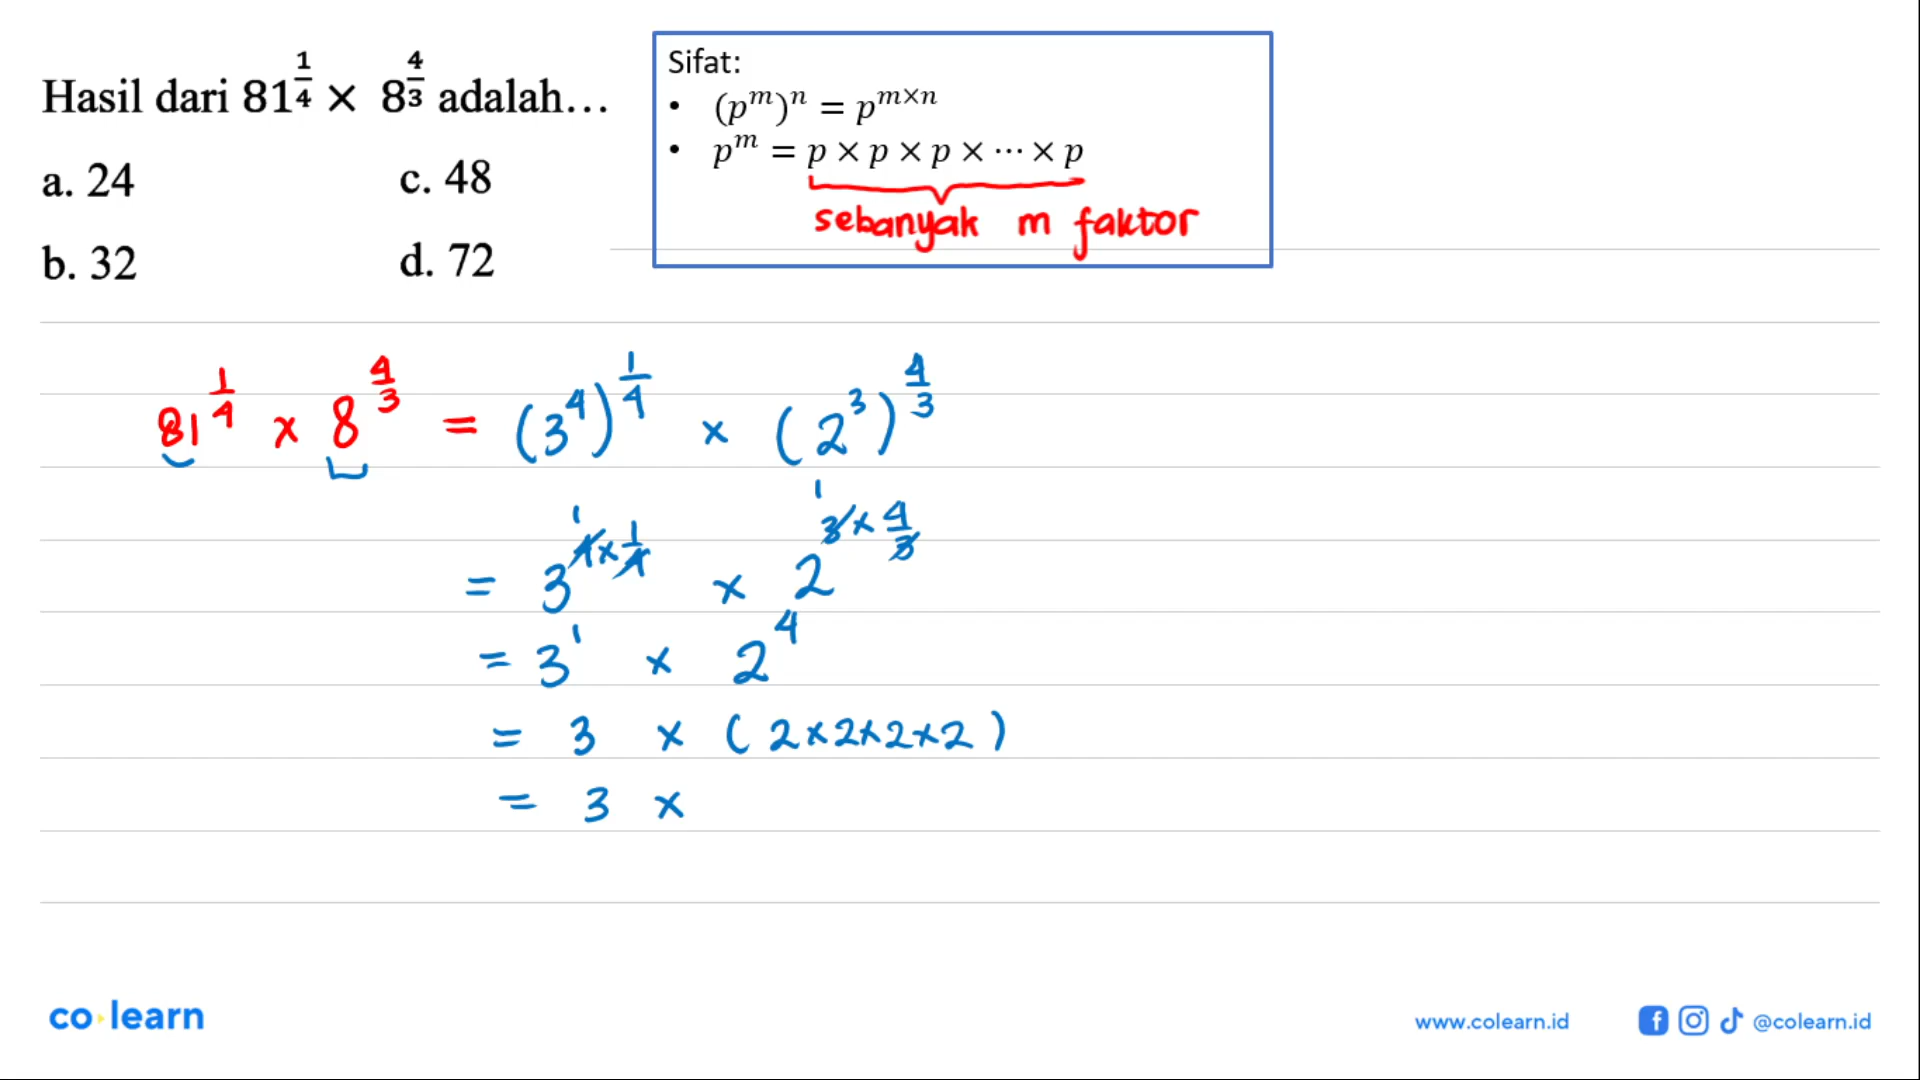 Hasil dari 81^(1/4) × 8^(4/3) adalah...
a. 24
c. 48
b. 32
d. 72
Sifat:
• (p^m)^n = p^(m×n)
• p^m = p × p × p × ⋯ × p
sebanyak m faktor
81^(1/4) × 8^(4/3) = (3^4)^(1/4) × (2^3)^(4/3)
= 3^(4×1/4) × 2^(3×4/3)
1 1
= 3^1 × 2^4
= 3 × (2×2×2×2)
= 3 ×
co learn
www.colearn.id
@colearn.id